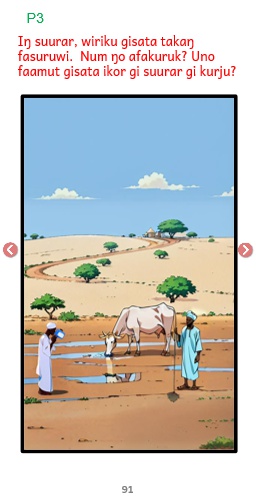 P3
Iŋ suurar, wiriku gisata takaŋ
fasuruwi. Num ŋo afakuruk? Uno
faamut gisata ikor gi suurar gi kurju?
91